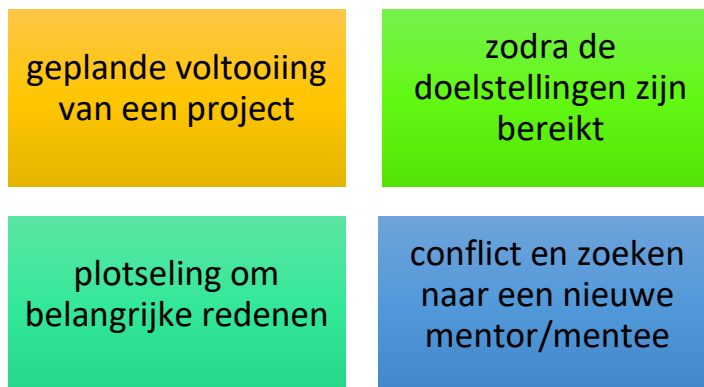 geplande voltooiing
van een project
zodra de
doelstellingen zijn
bereikt
plotseling om
belangrijke redenen
conflict en zoeken
naar een nieuwe
mentor/mentee